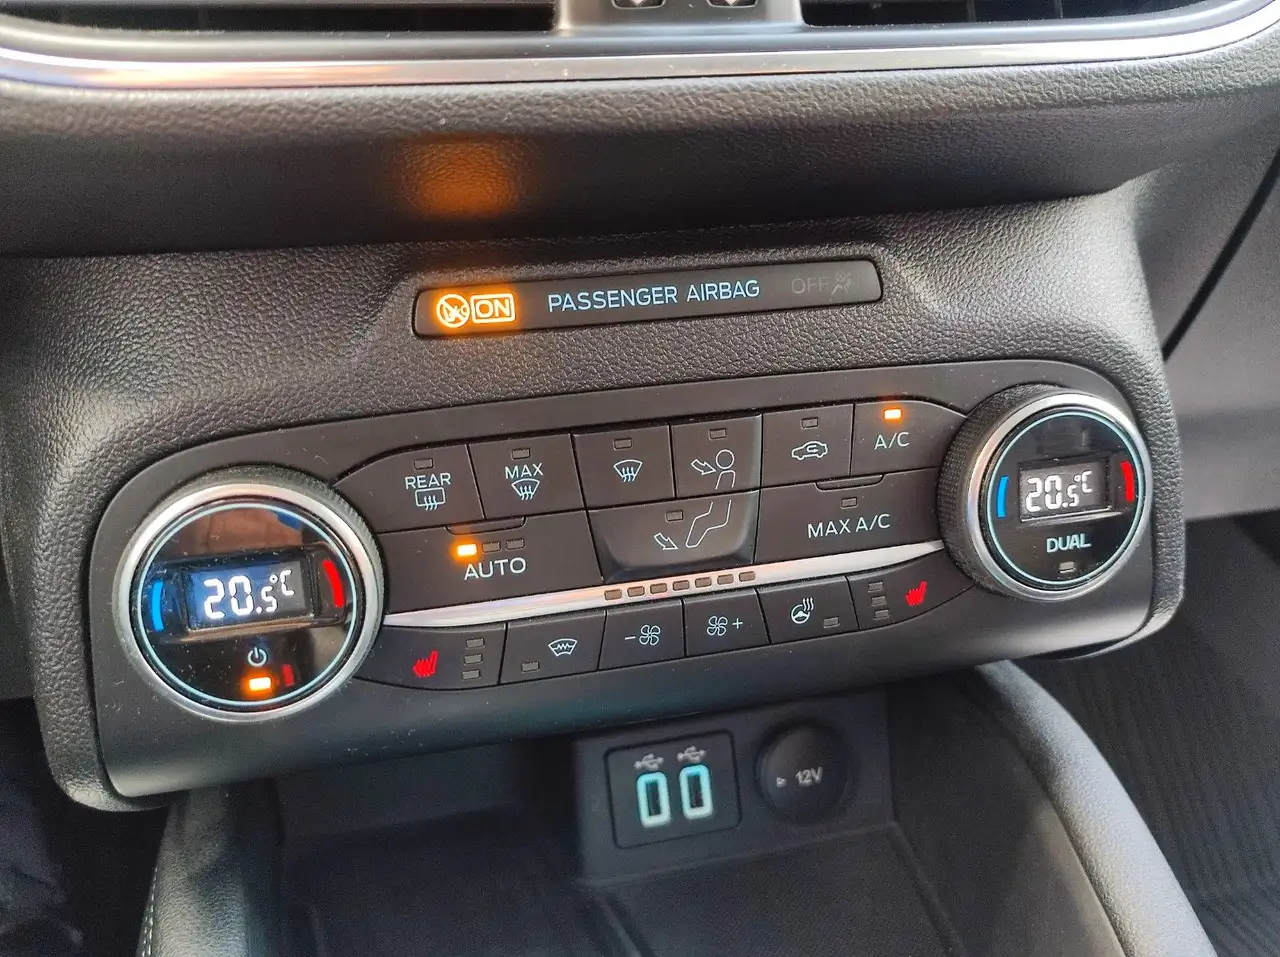 ON PASSENGER AIRBAG OFF
REAR
MAX
A/C
AUTO
MAX A/C
20.5°C
20.5°C
DUAL
- +
12V